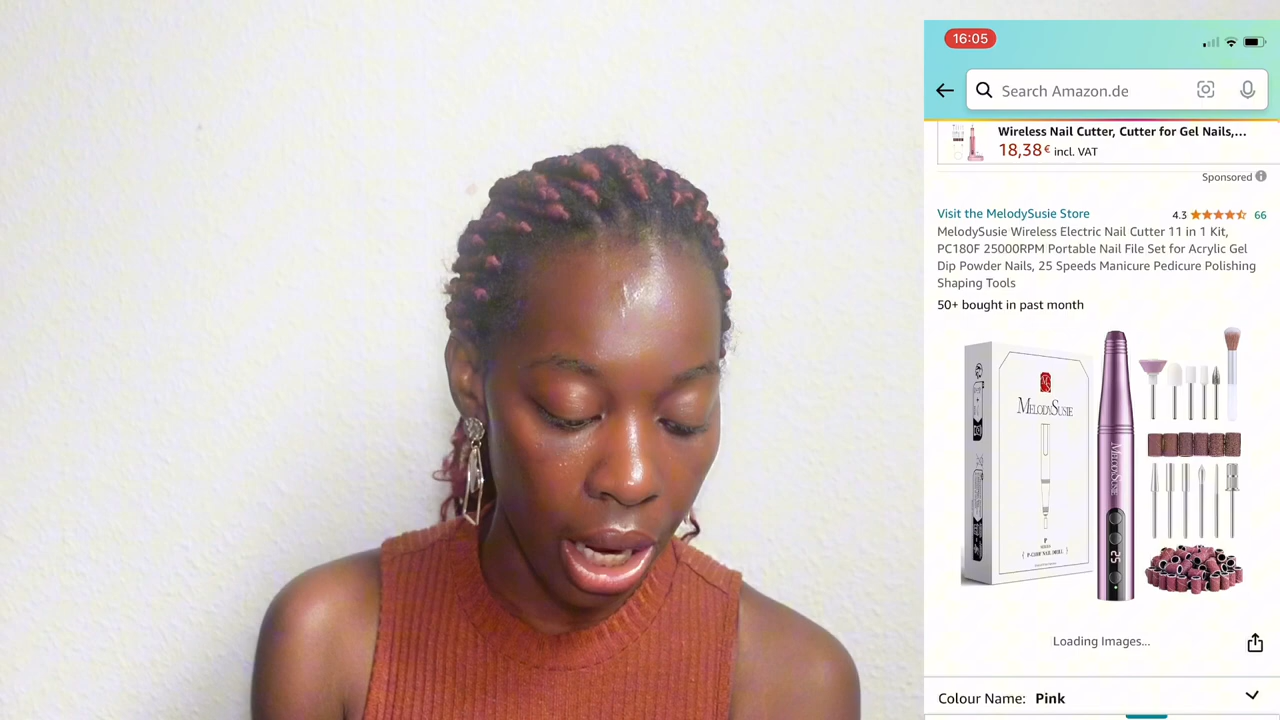 16:05
Search Amazon.de
Wireless Nail Cutter, Cutter for Gel Nails,...
18,38€ incl. VAT
Sponsored
Visit the MelodySusie Store
4.3 66
MelodySusie Wireless Electric Nail Cutter 11 in 1 Kit,
PC180F 25000RPM Portable Nail File Set for Acrylic Gel
Dip Powder Nails, 25 Speeds Manicure Pedicure Polishing
Shaping Tools
50+ bought in past month
MELODYSUSIE
MELODYSUSIE
25
Loading Images...
Colour Name: Pink